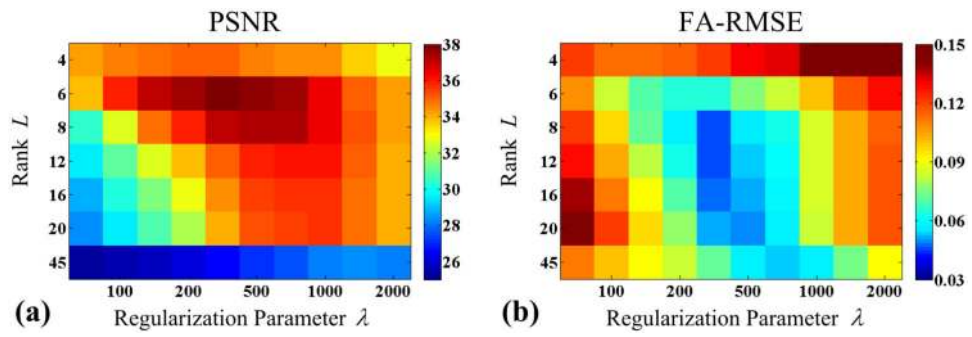 PSNR
Rank L
4
6
8
12
16
20
45
100 200 500 1000 2000
Regularization Parameter λ
38
36
34
32
30
28
26
(a)
FA-RMSE
Rank L
4
6
8
12
16
20
45
100 200 500 1000 2000
Regularization Parameter λ
0.15
0.12
0.09
0.06
0.03
(b)